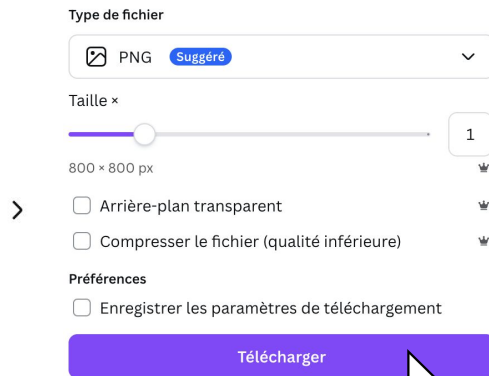 Type de fichier
PNG Suggéré
Taille ×
1
800 × 800 px
Arrière-plan transparent
Compresser le fichier (qualité inférieure)
Préférences
Enregistrer les paramètres de téléchargement
Télécharger